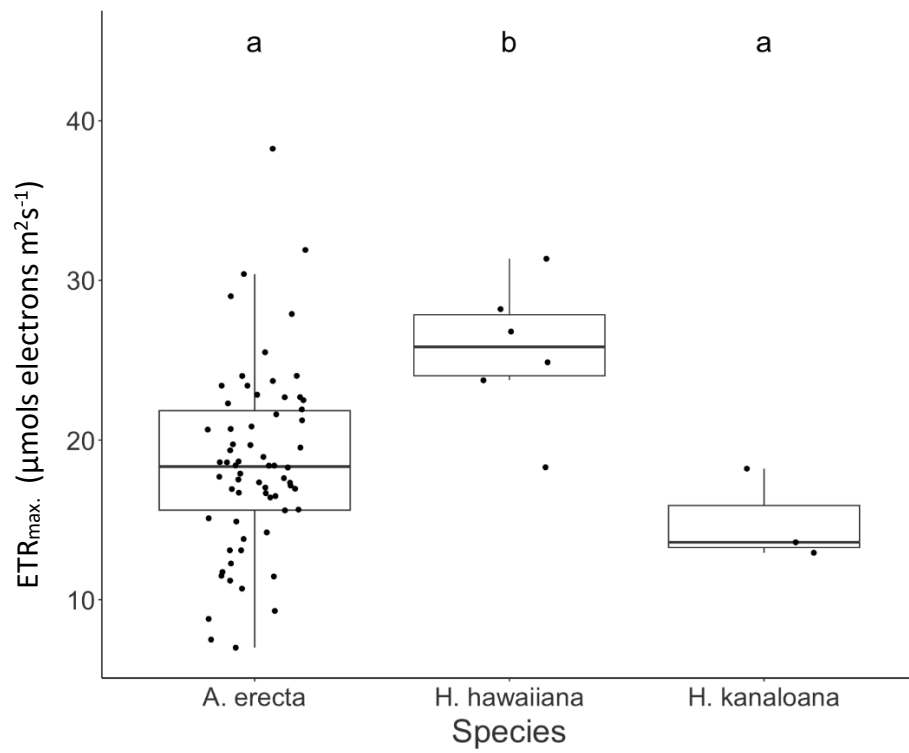 a b a
40
30
20
10
ETRmax. (μmols electrons m²s⁻¹)
A. erecta H. hawaiiana H. kanaloana
Species